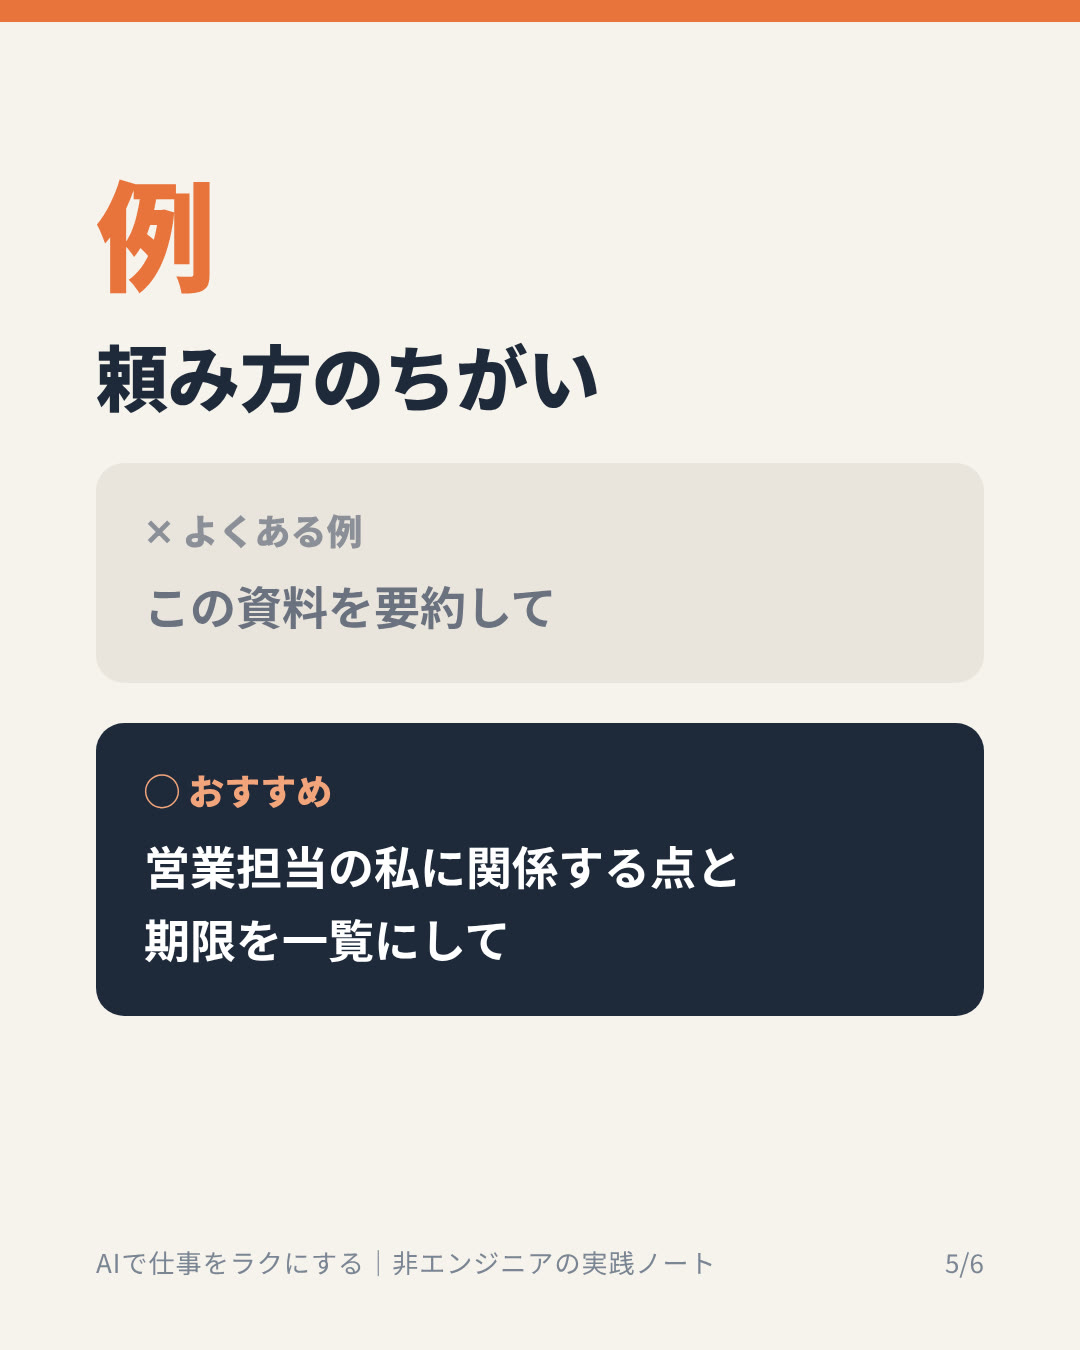 例
頼み方のちがい
× よくある例
この資料を要約して
○ おすすめ
営業担当の私に関係する点と
期限を一覧にして
AIで仕事をラクにする｜非エンジニアの実践ノート
5/6